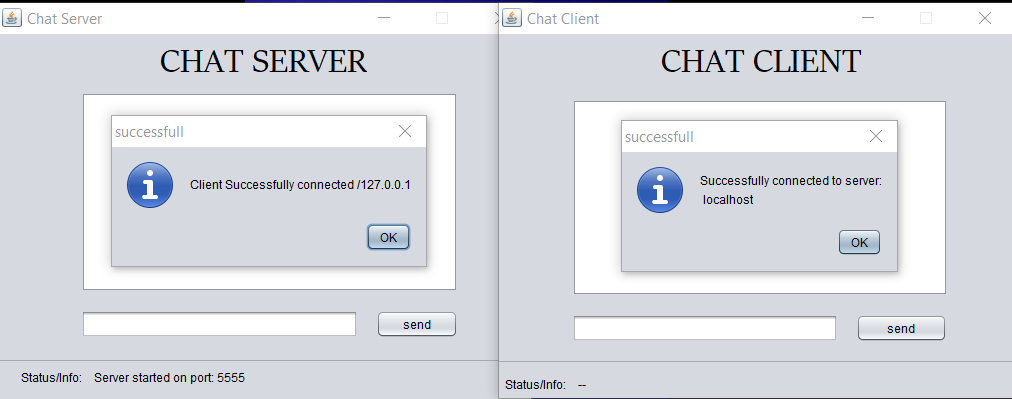 Chat Server
CHAT SERVER
successfull
Client Successfully connected /127.0.0.1
OK
send
Status/Info: Server started on port: 5555
Chat Client
CHAT CLIENT
successfull
Successfully connected to server:
localhost
OK
send
Status/Info: --